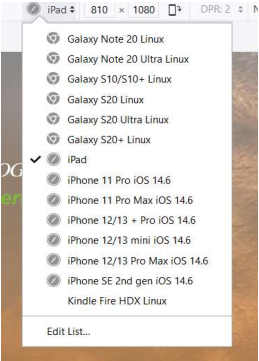 iPad 810 × 1080 DPR: 2 N
Galaxy Note 20 Linux
Galaxy Note 20 Ultra Linux
Galaxy S10/S10+ Linux
Galaxy S20 Linux
Galaxy S20 Ultra Linux
Galaxy S20+ Linux
iPad
iPhone 11 Pro iOS 14.6
iPhone 11 Pro Max iOS 14.6
iPhone 12/13 + Pro iOS 14.6
iPhone 12/13 mini iOS 14.6
iPhone 12/13 Pro Max iOS 14.6
iPhone SE 2nd gen iOS 14.6
Kindle Fire HDX Linux
Edit List...